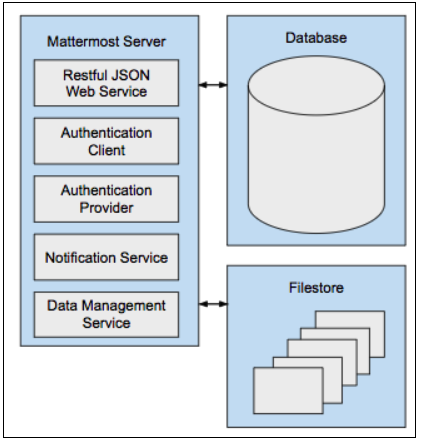 Mattermost Server
Restful JSON
Web Service
Authentication
Client
Authentication
Provider
Notification Service
Data Management
Service
Database
Filestore